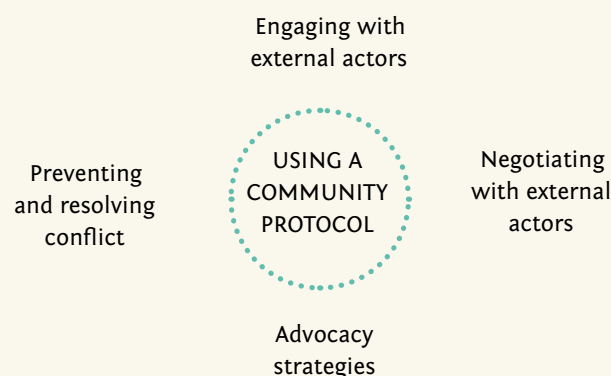 Engaging with
external actors
Preventing
and resolving
conflict
USING A
COMMUNITY
PROTOCOL
Negotiating
with external
actors
Advocacy
strategies